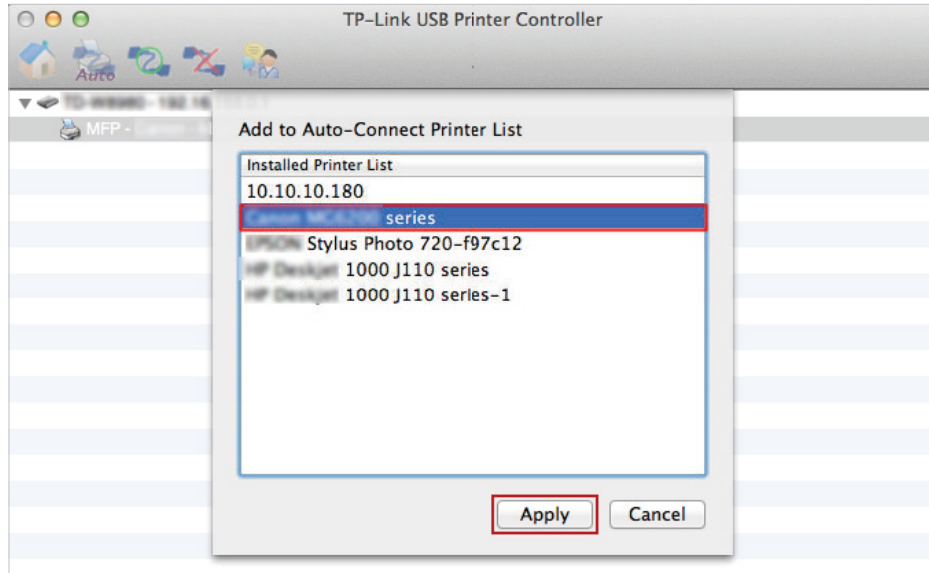 TP-Link USB Printer Controller
Auto
MFP -
Add to Auto-Connect Printer List
Installed Printer List
10.10.10.180
series
Stylus Photo 720-f97c12
1000 J110 series
1000 J110 series-1
Apply
Cancel